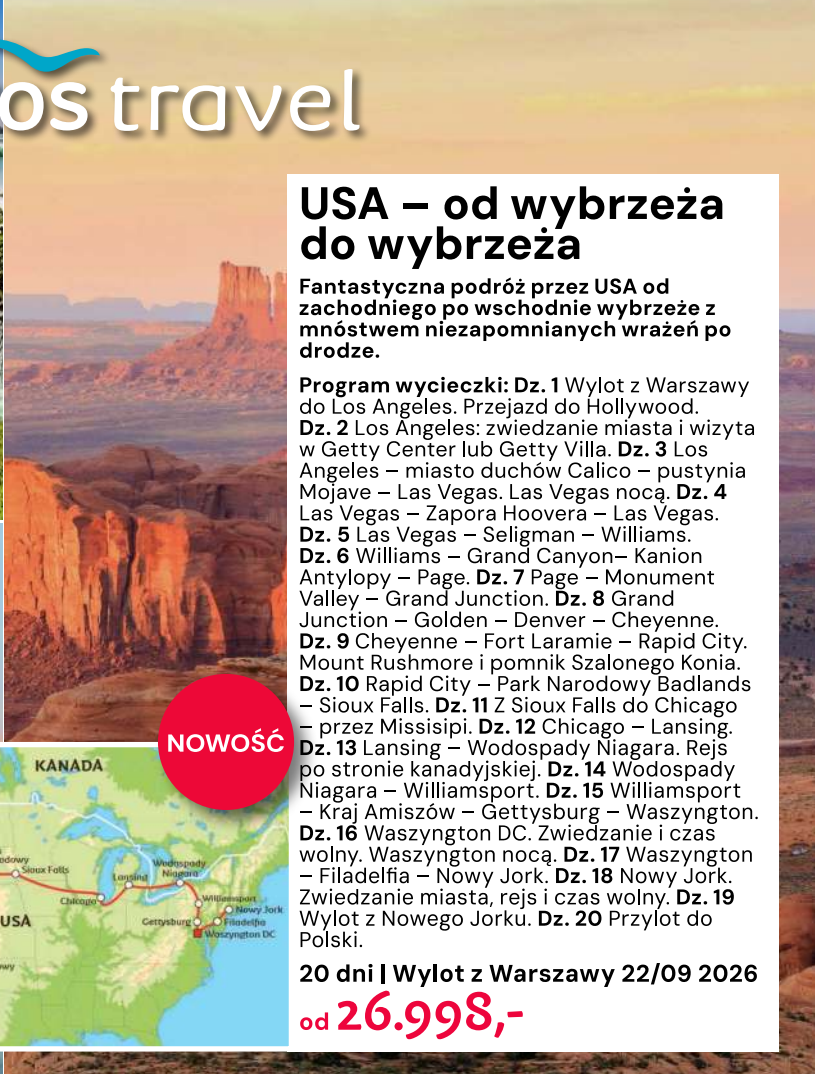 os travel
USA – od wybrzeża
do wybrzeża
Fantastyczna podróż przez USA od
zachodniego po wschodnie wybrzeże z
mnóstwem niezapomnianych wrażeń po
drodze.
Program wycieczki: Dz. 1 Wylot z Warszawy
do Los Angeles. Przejazd do Hollywood.
Dz. 2 Los Angeles: zwiedzanie miasta i wizyta
w Getty Center lub Getty Villa. Dz. 3 Los
Angeles – miasto duchów Calico – pustynia
Mojave – Las Vegas. Las Vegas nocą. Dz. 4
Las Vegas – Zapora Hoovera – Las Vegas.
Dz. 5 Las Vegas – Seligman – Williams.
Dz. 6 Williams – Grand Canyon– Kanion
Antylopy – Page. Dz. 7 Page – Monument
Valley – Grand Junction. Dz. 8 Grand
Junction – Golden – Denver – Cheyenne.
Dz. 9 Cheyenne – Fort Laramie – Rapid City.
Mount Rushmore i pomnik Szalonego Konia.
Dz. 10 Rapid City – Park Narodowy Badlands
– Sioux Falls. Dz. 11 Z Sioux Falls do Chicago
– przez Missisipi. Dz. 12 Chicago – Lansing.
Dz. 13 Lansing – Wodospady Niagara. Rejs
po stronie kanadyjskiej. Dz. 14 Wodospady
Niagara – Williamsport. Dz. 15 Williamsport
– Kraj Amiszów – Gettysburg – Waszyngton.
Dz. 16 Waszyngton DC. Zwiedzanie i czas
wolny. Waszyngton nocą. Dz. 17 Waszyngton
– Filadelfia – Nowy Jork. Dz. 18 Nowy Jork.
Zwiedzanie miasta, rejs i czas wolny. Dz. 19
Wylot z Nowego Jorku. Dz. 20 Przylot do
Polski.
20 dni | Wylot z Warszawy 22/09 2026
od 26.998,-
NOWOŚĆ
KANADA
odowy
Sioux Falls
Lansing
Wodospady
Niagara
Chicago
Williamsport
Nowy Jork
USA
Gettysburg
Filadelfia
Waszyngton DC
owy